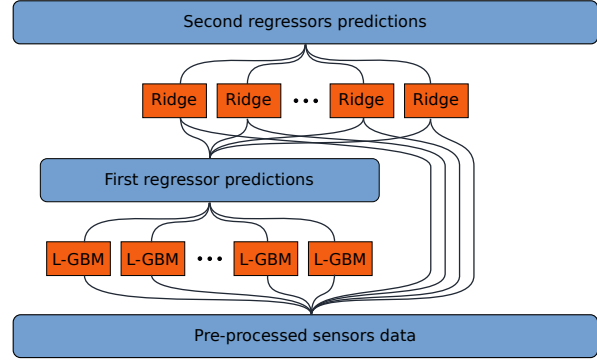 Second regressors predictions
Ridge Ridge ••• Ridge Ridge
First regressor predictions
L-GBM L-GBM ••• L-GBM L-GBM
Pre-processed sensors data